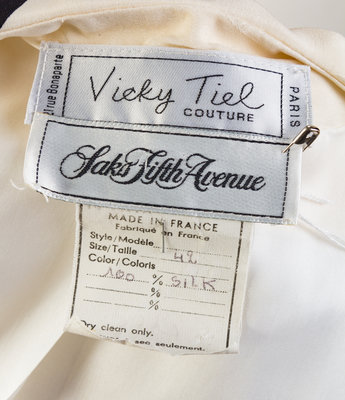 21 rue Bonaparte
Vicky Tiel
COUTURE
PARIS
Saks Fifth Avenue
MADE IN FRANCE
Fabriqué en France
Style/Modèle
Size/Taille 42
Color/Coloris
100 % SILK
%
%
Dry clean only.
à sec seulement.